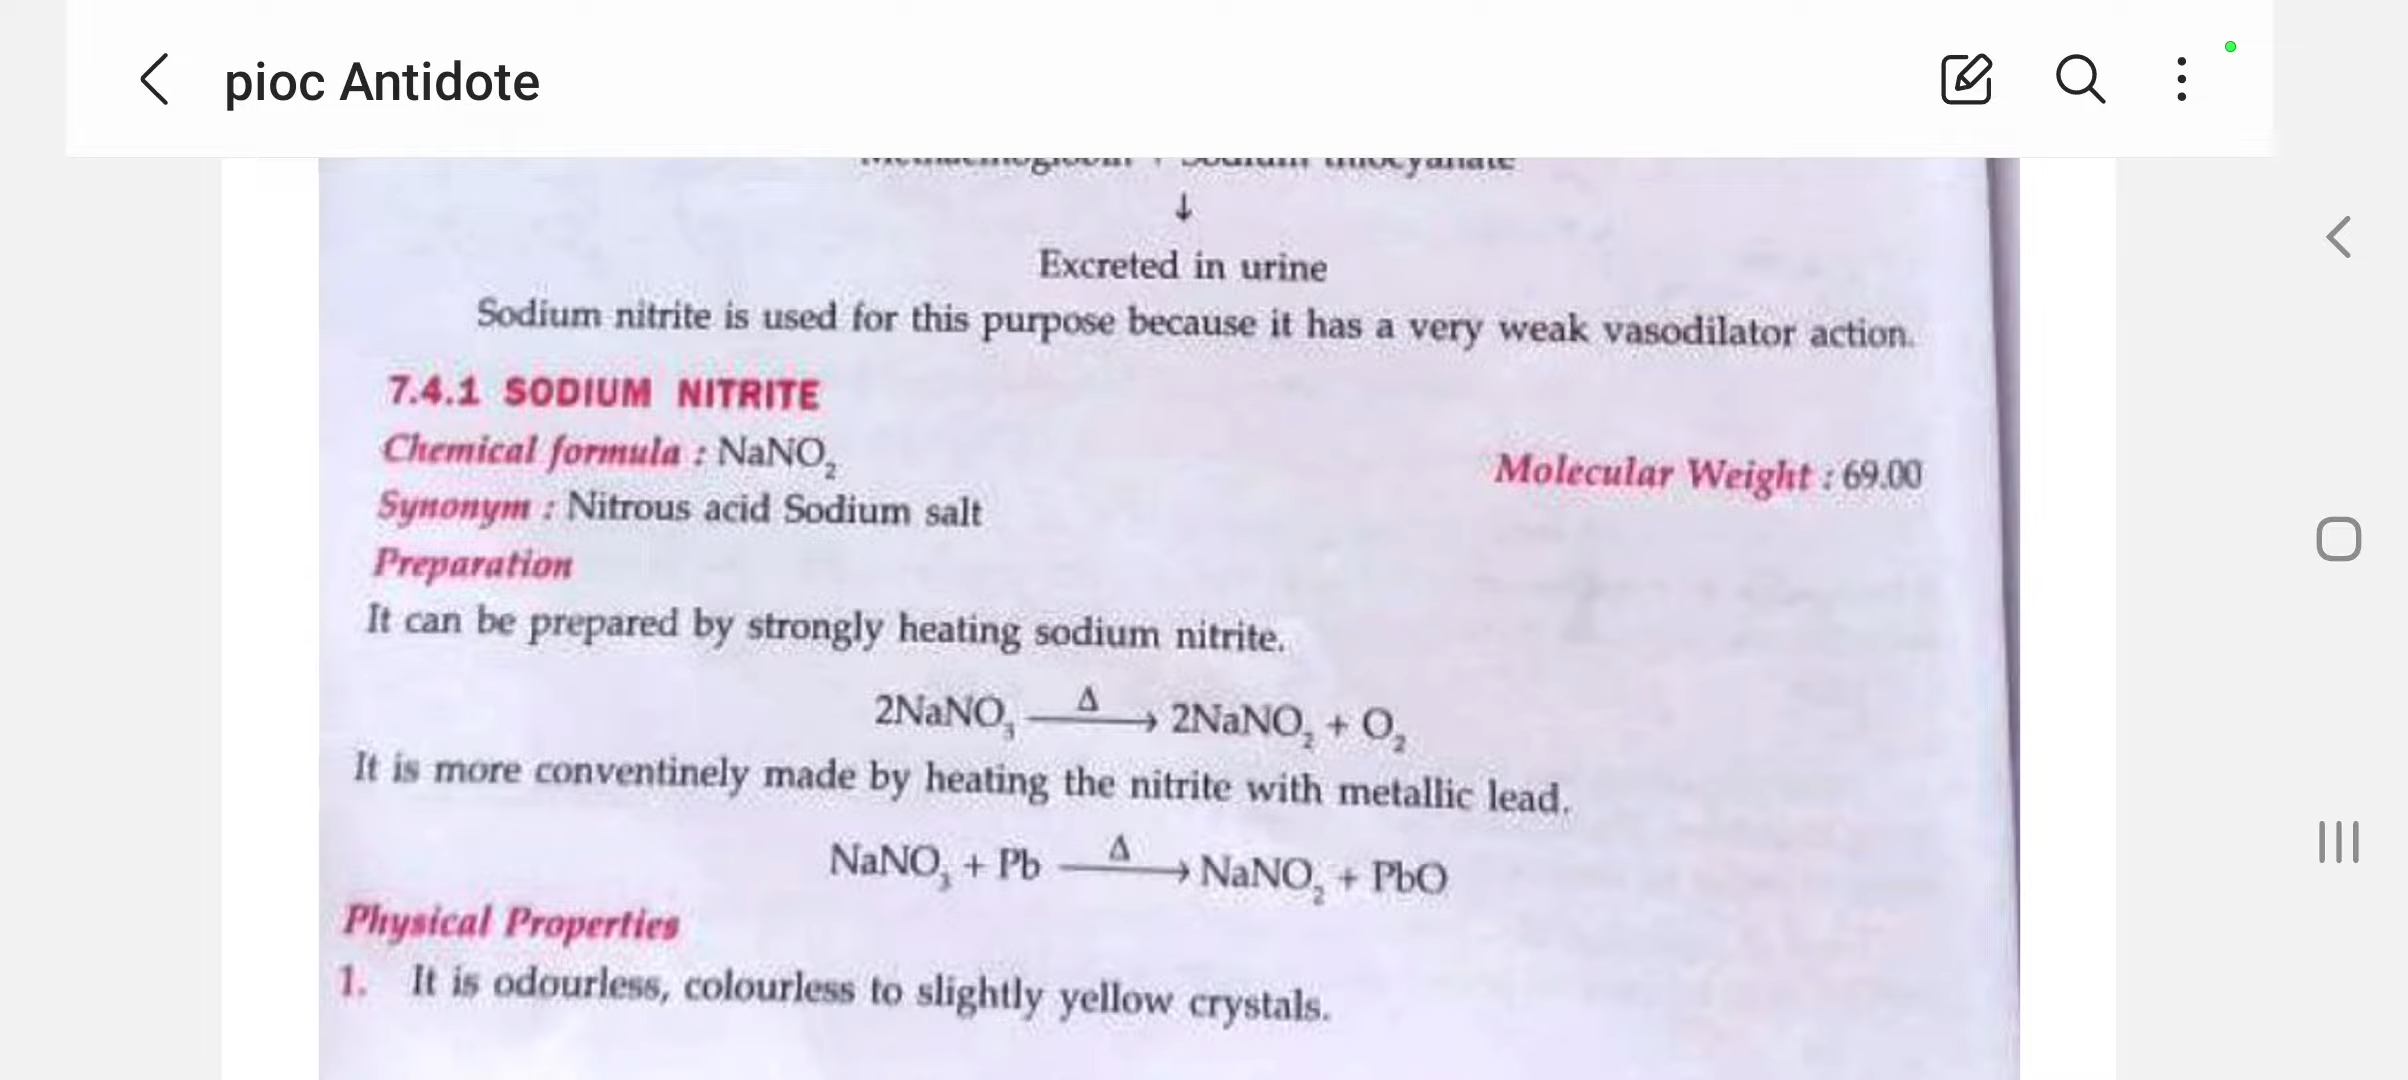 pioc Antidote
Methaemoglobin + Sodium thiocyanate
↓
Excreted in urine
Sodium nitrite is used for this purpose because it has a very weak vasodilator action.
7.4.1 SODIUM NITRITE
Chemical formula : NaNO₂
Molecular Weight : 69.00
Synonym : Nitrous acid Sodium salt
Preparation
It can be prepared by strongly heating sodium nitrite.
2NaNO₃ —Δ→ 2NaNO₂ + O₂
It is more conventinely made by heating the nitrite with metallic lead.
NaNO₃ + Pb —Δ→ NaNO₂ + PbO
Physical Properties
1. It is odourless, colourless to slightly yellow crystals.